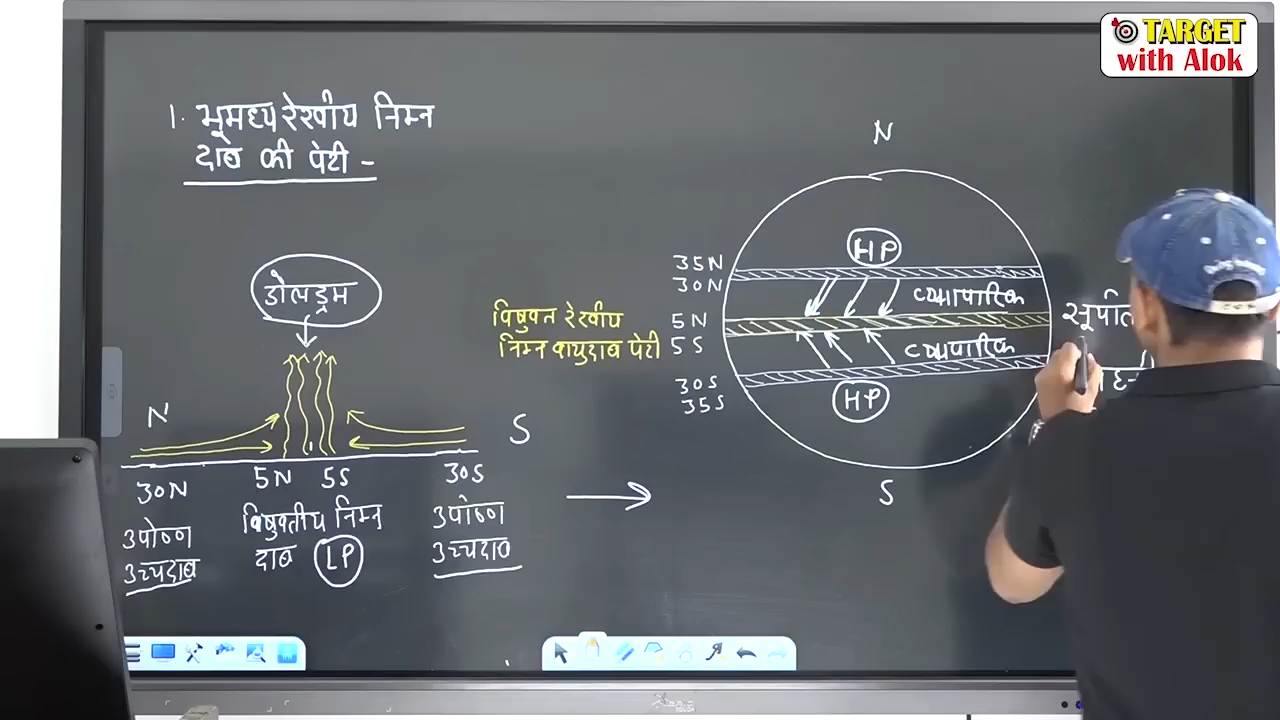 TARGET
with Alok
1. भूमध्य रेखीय निम्न
दाब की पेटी -
डोलड्रम
N
S
30N
5N
5S
30S
उपोष्ण
उच्चदाब
विषुवतीय निम्न
दाब LP
उपोष्ण
उच्चदाब
विषुवत रेखीय
निम्न वायुदाब पेटी
N
35N
30N
5N
5S
30S
35S
HP
व्यापारिक
व्यापारिक
HP
S